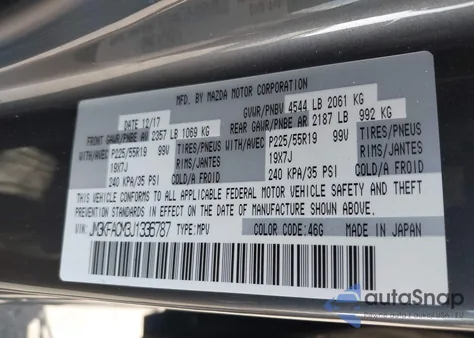 MFD. BY MAZDA MOTOR CORPORATION
DATE 12/17 GVWR/PNBV 4544 LB 2061 KG
FRONT GAWR/PNBE AV 2357 LB 1069 KG REAR GAWR/PNBE AR 2187 LB 992 KG
WITH/AVEC P225/55R19 99V TIRES/PNEUS WITH/AVEC P225/55R19 99V TIRES/PNEUS
19X7J RIMS/JANTES 19X7J RIMS/JANTES
240 KPA/35 PSI COLD/A FROID 240 KPA/35 PSI COLD/A FROID
THIS VEHICLE CONFORMS TO ALL APPLICABLE FEDERAL MOTOR VEHICLE SAFETY AND THEFT
PREVENTION STANDARDS IN EFFECT ON THE DATE OF MANUFACTURE SHOWN ABOVE.
VIN: JM3KFACM3J1336787 TYPE:MPV COLOR CODE:46G MADE IN JAPAN
autoSnap